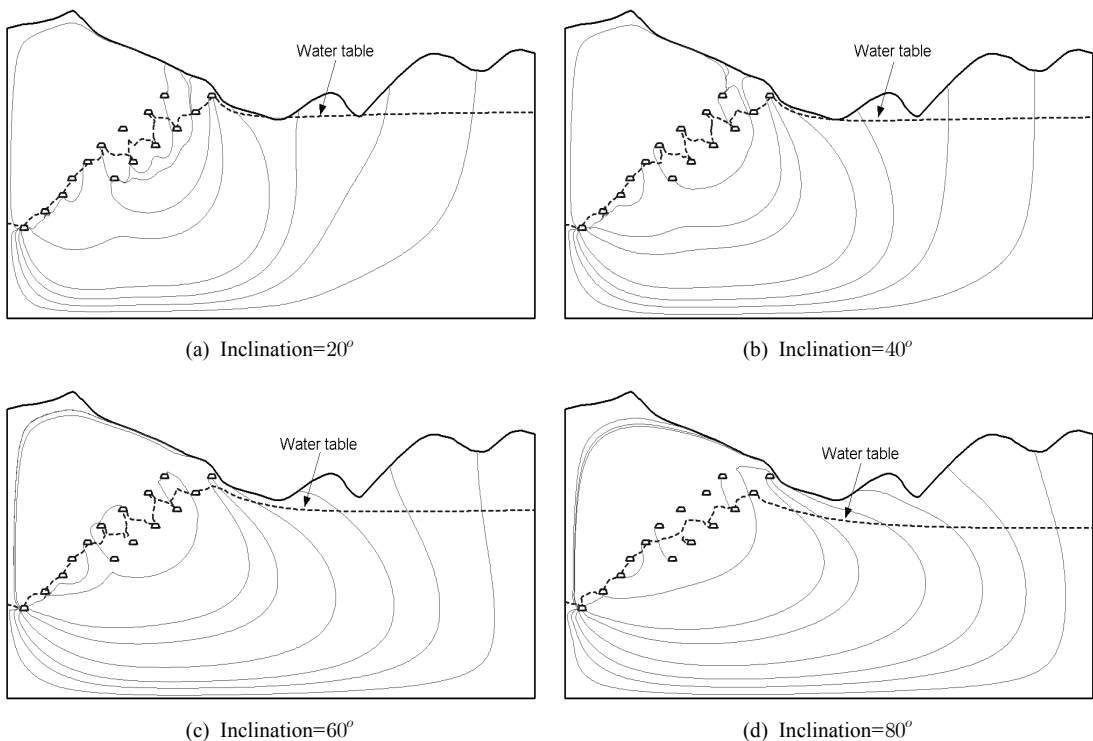 Water table
Water table
(a) Inclination=20°
(b) Inclination=40°
Water table
Water table
(c) Inclination=60°
(d) Inclination=80°